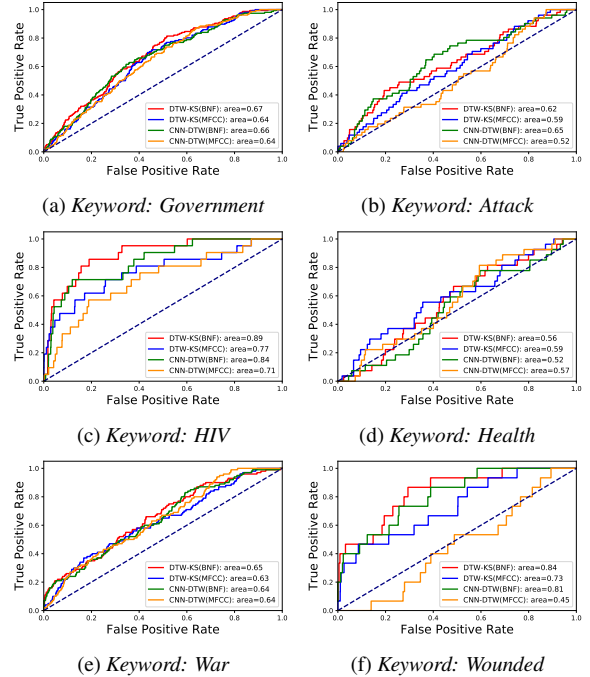 1.0
0.8
0.6
0.4
0.2
0.0
0.0 0.2 0.4 0.6 0.8 1.0
True Positive Rate
False Positive Rate
DTW-KS(BNF): area=0.67
DTW-KS(MFCC): area=0.64
CNN-DTW(BNF): area=0.66
CNN-DTW(MFCC): area=0.64
(a) Keyword: Government
1.0
0.8
0.6
0.4
0.2
0.0
0.0 0.2 0.4 0.6 0.8 1.0
True Positive Rate
False Positive Rate
DTW-KS(BNF): area=0.62
DTW-KS(MFCC): area=0.59
CNN-DTW(BNF): area=0.65
CNN-DTW(MFCC): area=0.52
(b) Keyword: Attack
1.0
0.8
0.6
0.4
0.2
0.0
0.0 0.2 0.4 0.6 0.8 1.0
True Positive Rate
False Positive Rate
DTW-KS(BNF): area=0.89
DTW-KS(MFCC): area=0.77
CNN-DTW(BNF): area=0.84
CNN-DTW(MFCC): area=0.71
(c) Keyword: HIV
1.0
0.8
0.6
0.4
0.2
0.0
0.0 0.2 0.4 0.6 0.8 1.0
True Positive Rate
False Positive Rate
DTW-KS(BNF): area=0.56
DTW-KS(MFCC): area=0.59
CNN-DTW(BNF): area=0.52
CNN-DTW(MFCC): area=0.57
(d) Keyword: Health
1.0
0.8
0.6
0.4
0.2
0.0
0.0 0.2 0.4 0.6 0.8 1.0
True Positive Rate
False Positive Rate
DTW-KS(BNF): area=0.65
DTW-KS(MFCC): area=0.63
CNN-DTW(BNF): area=0.64
CNN-DTW(MFCC): area=0.64
(e) Keyword: War
1.0
0.8
0.6
0.4
0.2
0.0
0.0 0.2 0.4 0.6 0.8 1.0
True Positive Rate
False Positive Rate
DTW-KS(BNF): area=0.84
DTW-KS(MFCC): area=0.73
CNN-DTW(BNF): area=0.81
CNN-DTW(MFCC): area=0.45
(f) Keyword: Wounded